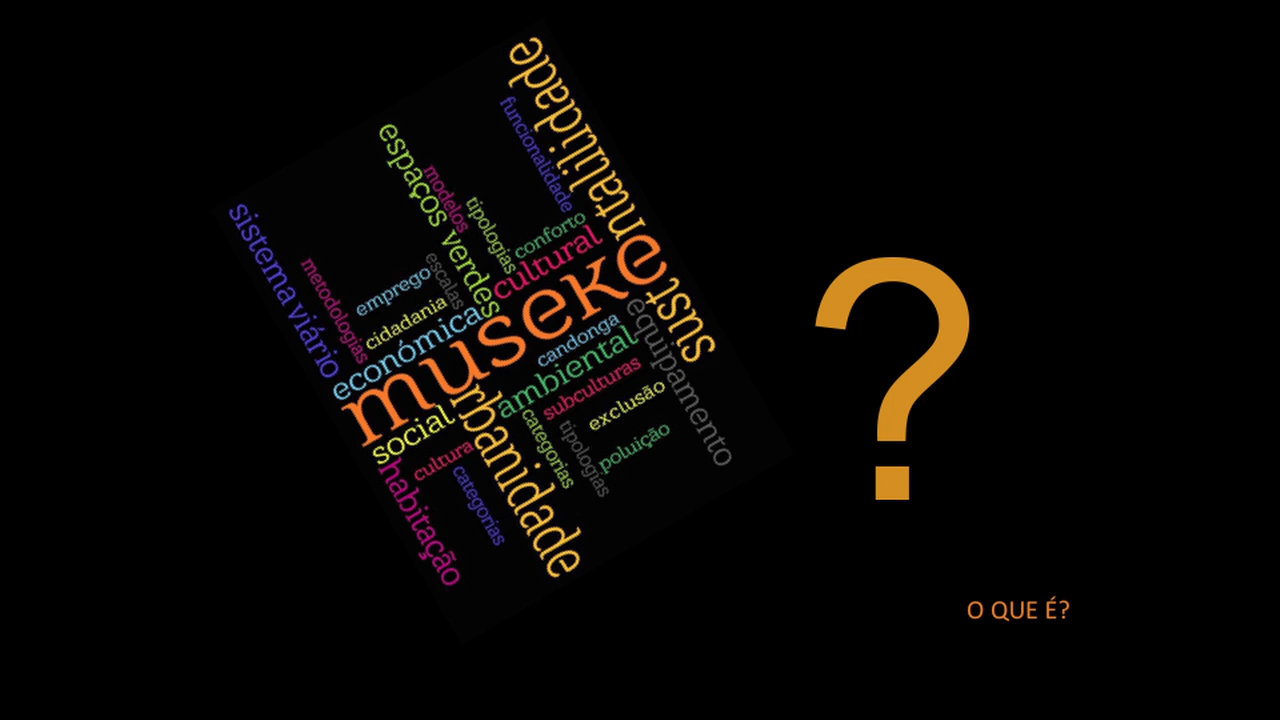 museke
sustentalilidade
funcionalidade
espaços verdes
modelos
tipologias
conforto
cultural
sistema viário
metodologias
emprego
escalas
cidadania
económica
candonga
equipamento
ambiental
social
urbanidade
subculturas
exclusão
poluição
categorias
tipologias
cultura
categorias
habitação
?
O QUE É?